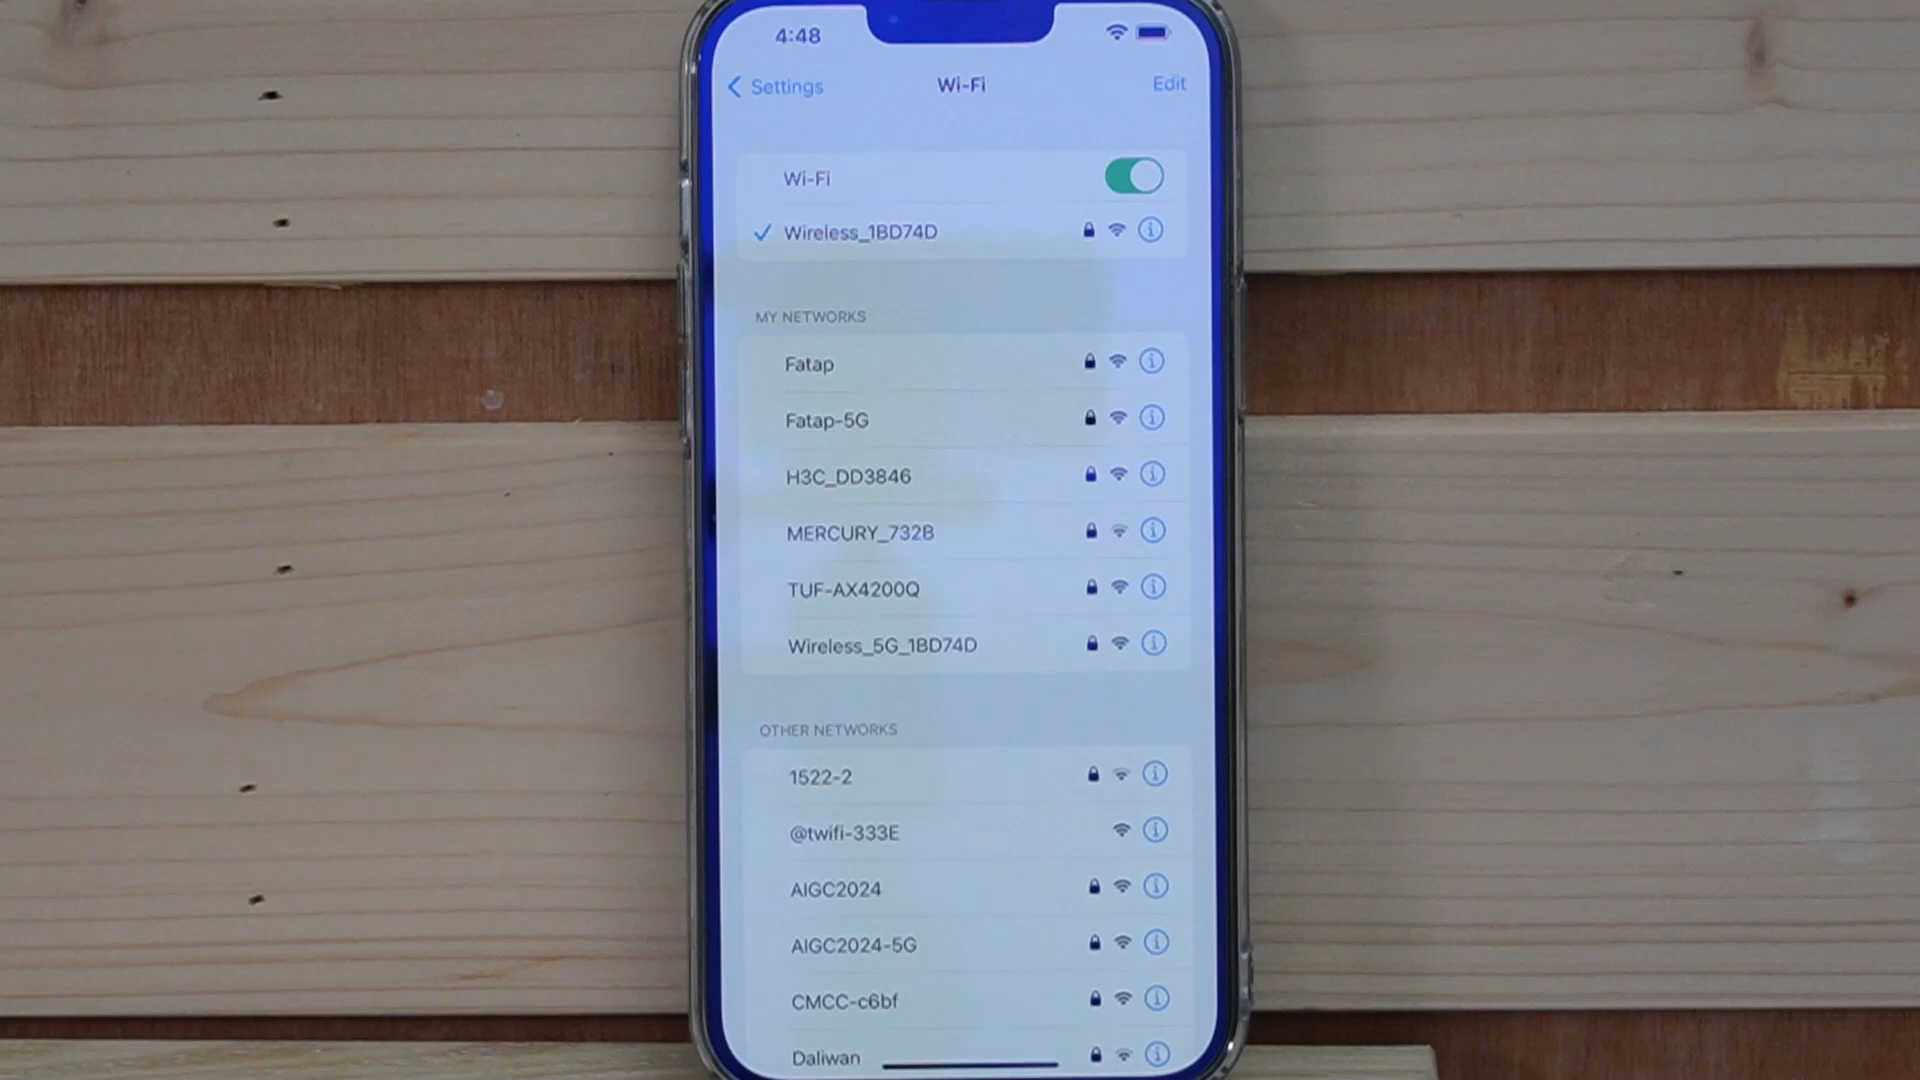 4:48
Settings
Wi-Fi
Edit
Wi-Fi
Wireless_1BD74D
MY NETWORKS
Fatap
Fatap-5G
H3C_DD3846
MERCURY_732B
TUF-AX4200Q
Wireless_5G_1BD74D
OTHER NETWORKS
1522-2
@twifi-333E
AIGC2024
AIGC2024-5G
CMCC-c6bf
Daliwan